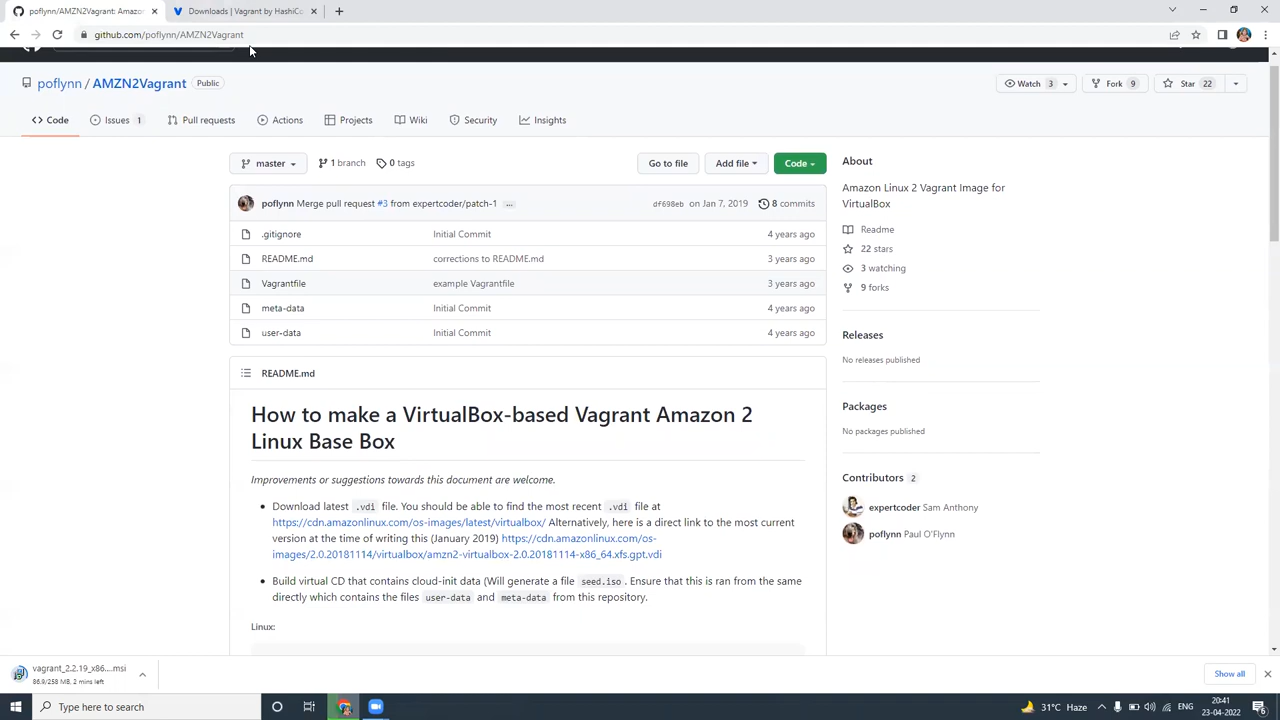 poflynn/AMZN2Vagrant: Amazor
Downloads | Vagrant by HashiCo
github.com/poflynn/AMZN2Vagrant
poflynn / AMZN2Vagrant Public
Watch 3
Fork 9
Star 22
Code
Issues 1
Pull requests
Actions
Projects
Wiki
Security
Insights
master
1 branch
0 tags
Go to file
Add file
Code
poflynn Merge pull request #3 from expertcoder/patch-1 ... df698eb on Jan 7, 2019 8 commits
.gitignore Initial Commit 4 years ago
README.md corrections to README.md 3 years ago
Vagrantfile example Vagrantfile 3 years ago
meta-data Initial Commit 4 years ago
user-data Initial Commit 4 years ago
README.md
How to make a VirtualBox-based Vagrant Amazon 2
Linux Base Box
Improvements or suggestions towards this document are welcome.
Download latest .vdi file. You should be able to find the most recent .vdi file at
https://cdn.amazonlinux.com/os-images/latest/virtualbox/ Alternatively, here is a direct link to the most current
version at the time of writing this (January 2019) https://cdn.amazonlinux.com/os-
images/2.0.20181114/virtualbox/amzn2-virtualbox-2.0.20181114-x86_64.xfs.gpt.vdi
Build virtual CD that contains cloud-init data (Will generate a file seed.iso. Ensure that this is ran from the same
directly which contains the files user-data and meta-data from this repository.
Linux:
About
Amazon Linux 2 Vagrant Image for
VirtualBox
Readme
22 stars
3 watching
9 forks
Releases
No releases published
Packages
No packages published
Contributors 2
expertcoder Sam Anthony
poflynn Paul O'Flynn
vagrant_2.2.19_x86....msi
86.9/258 MB, 2 mins left
Show all
Type here to search
31°C Haze
ENG
20:41
23-04-2022
6